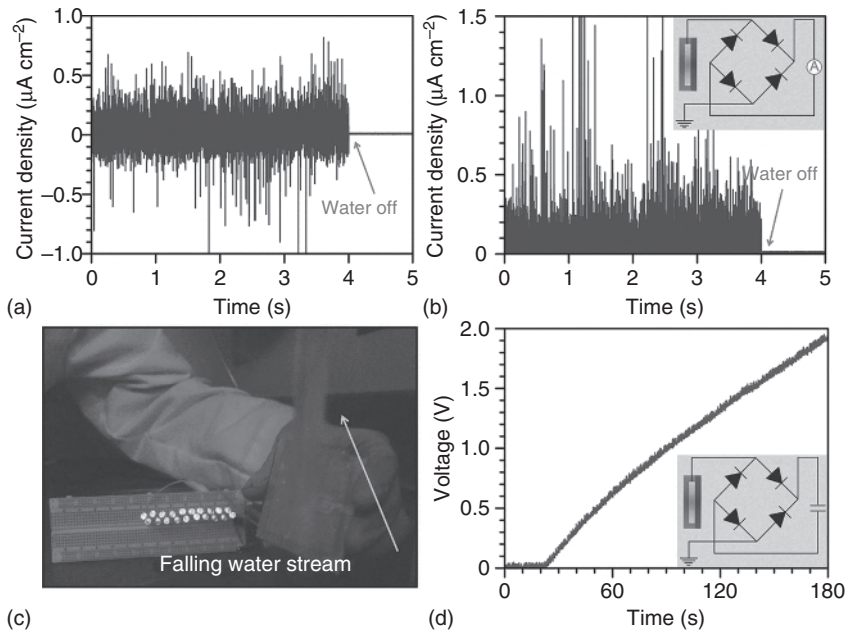 Current density (μA cm⁻²)
1.0
0.5
0
−0.5
−1.0
Water off
0 1 2 3 4 5
Time (s)
(a)
Current density (μA cm⁻²)
1.5
1.0
0.5
0
A
Water off
0 1 2 3 4 5
Time (s)
(b)
Falling water stream
(c)
Voltage (V)
2.0
1.5
1.0
0.5
0
0 60 120 180
Time (s)
(d)